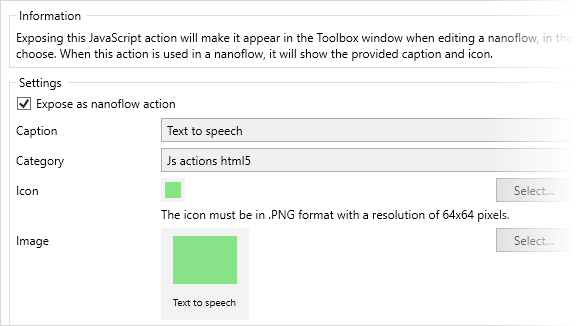 Information
Exposing this JavaScript action will make it appear in the Toolbox window when editing a nanoflow, in the
choose. When this action is used in a nanoflow, it will show the provided caption and icon.
Settings
Expose as nanoflow action
Caption Text to speech
Category Js actions html5
Icon Select...
The icon must be in .PNG format with a resolution of 64x64 pixels.
Image Select...
Text to speech